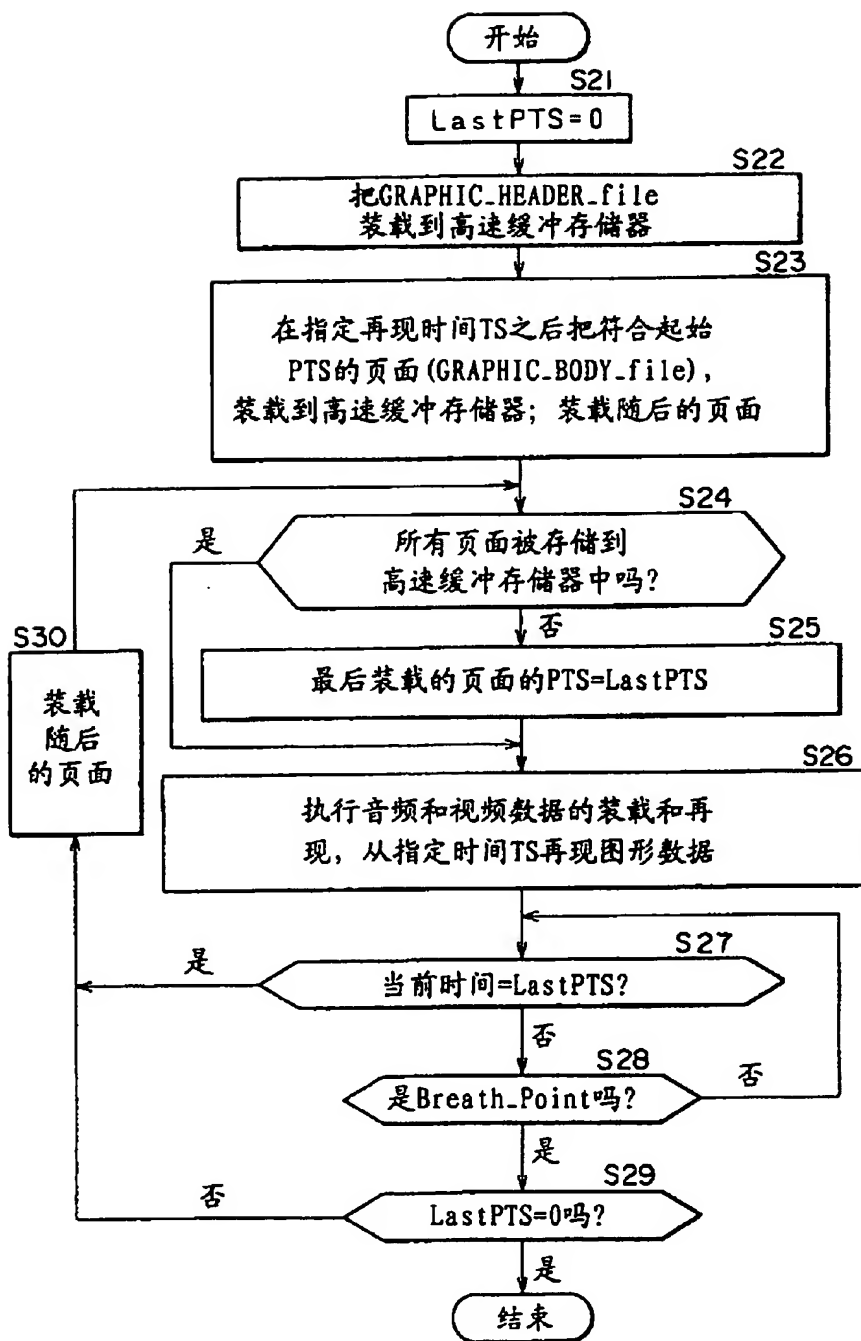 开始
S21
LastPTS=0
S22
把GRAPHIC_HEADER_file
装载到高速缓冲存储器
S23
在指定再现时间TS之后把符合起始
PTS的页面(GRAPHIC_BODY_file),
装载到高速缓冲存储器;装载随后的页面
S24
是
所有页面被存储到
高速缓冲存储器中吗?
否
S30
装载
随后
的页面
S25
最后装载的页面的PTS=LastPTS
S26
执行音频和视频数据的装载和再
现,从指定时间TS再现图形数据
S27
是
当前时间=LastPTS?
否
S28
是Breath_Point吗?
否
是
S29
否
LastPTS=0吗?
是
结束